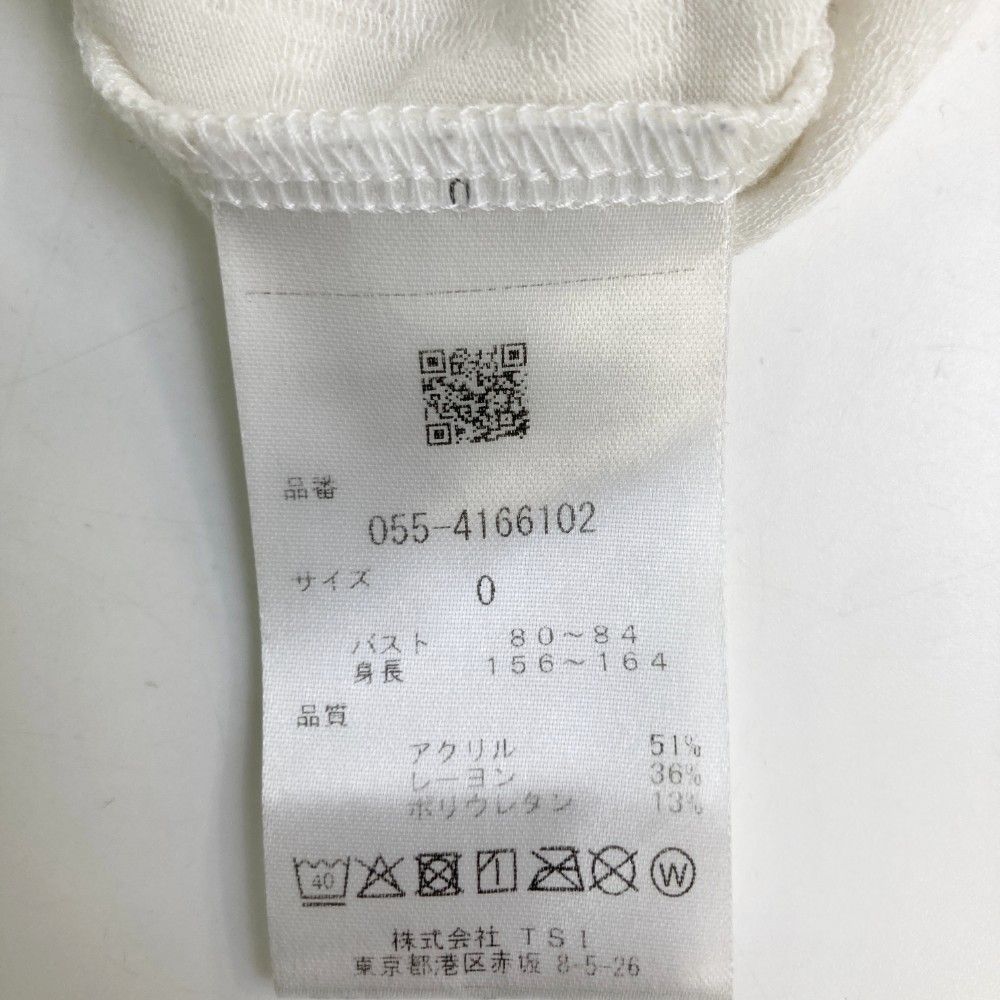 0
品番
055-4166102
サイズ 0
バスト 80~84
身長 156~164
品質
アクリル 51%
レーヨン 36%
ポリウレタン 13%
40 W
株式会社 TSI
東京都港区赤坂 8-5-26